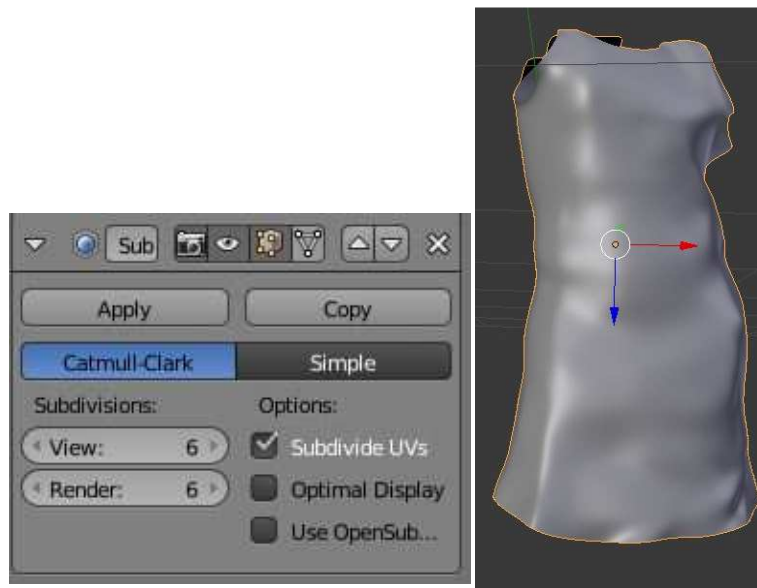 Sub
Apply Copy
Catmull-Clark Simple
Subdivisions: Options:
View: 6 Subdivide UVs
Render: 6 Optimal Display
Use OpenSub...